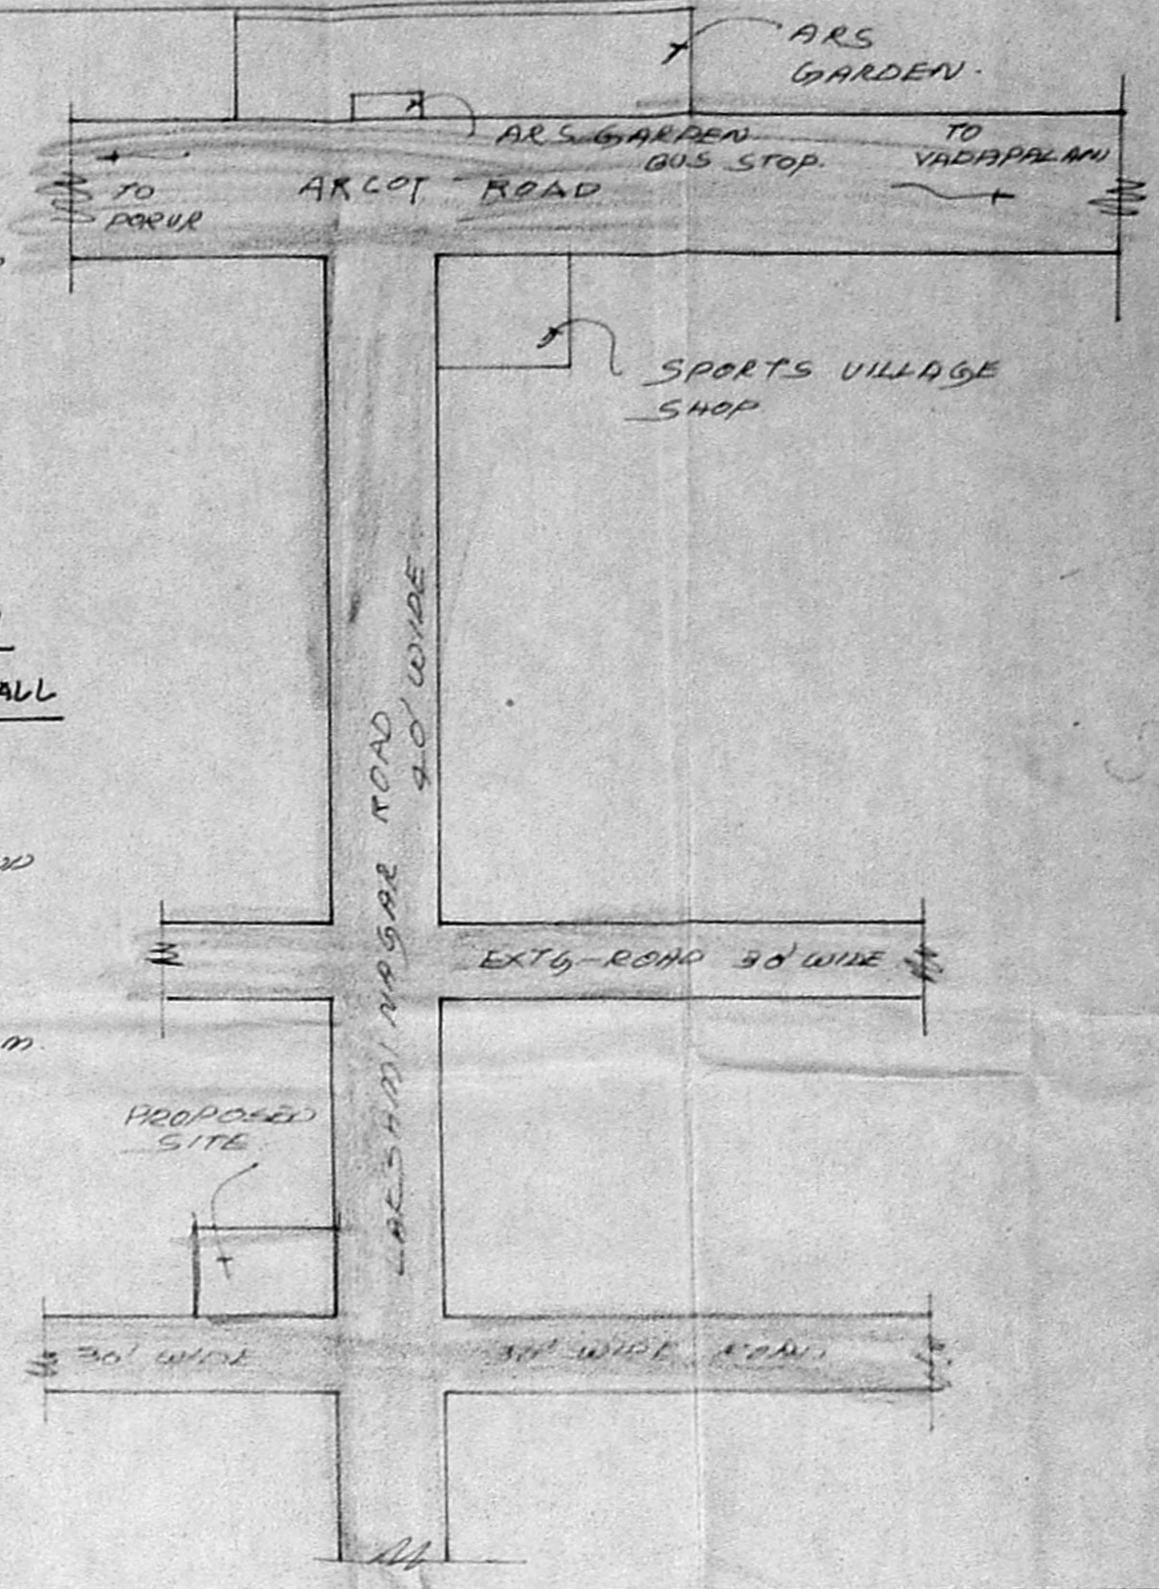 ARS
GARDEN.
ARS GARDEN
BUS STOP.
TO
VADAPALANI
TO
PORUR
ARCOT ROAD
SPORTS VILLAGE
SHOP
ALL
LAKSHMI NAGAR ROAD
40' WIDE
EXTG-ROAD 30' WIDE
m.
PROPOSED
SITE
30' WIDE
30' WIDE ROAD.